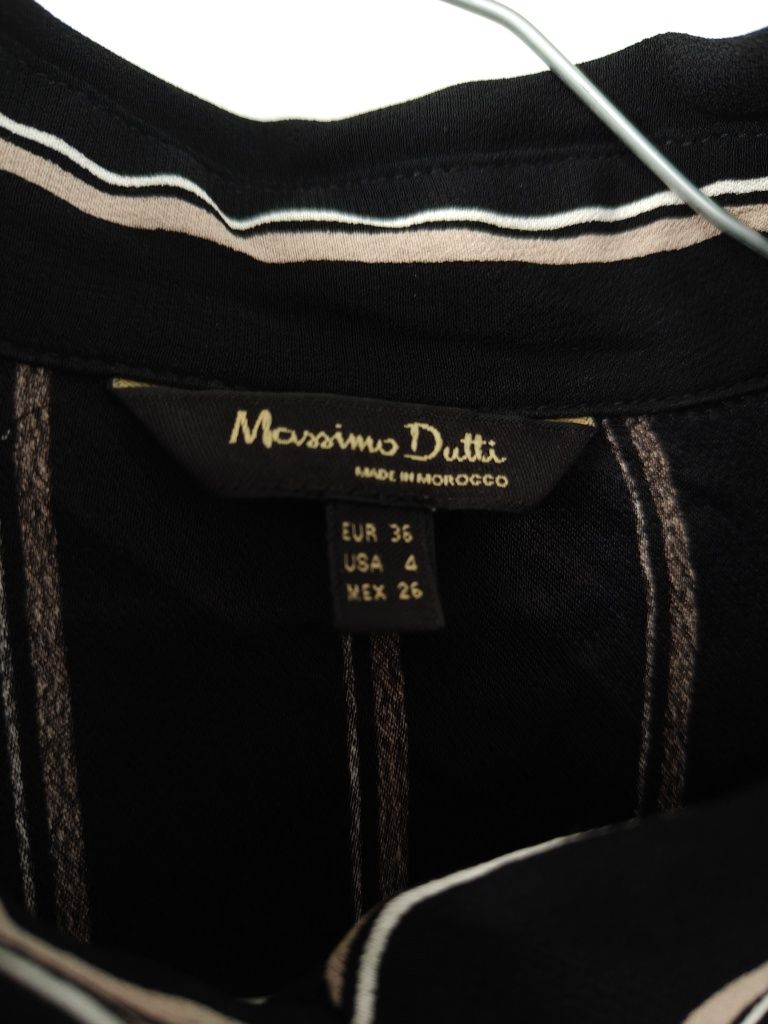 Massimo Dutti
MADE IN MOROCCO
EUR 36
USA 4
MEX 26